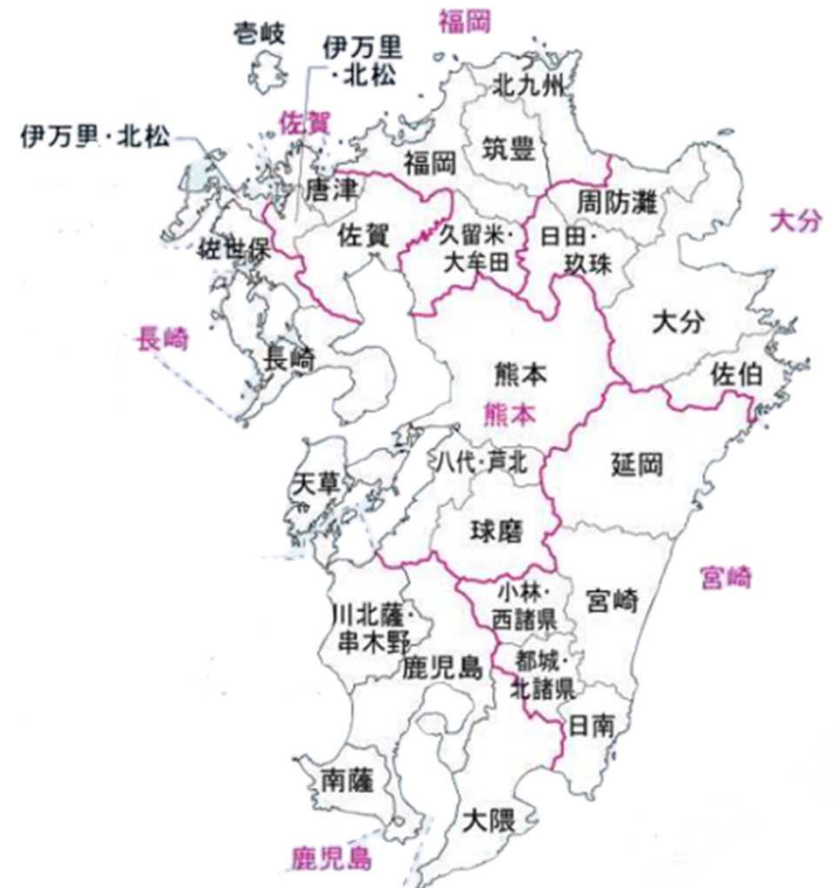 福岡
壱岐
伊万里
・北松
北九州
佐賀
伊万里・北松
筑豊
福岡
唐津
周防灘
大分
佐賀
久留米・
大牟田
日田・
玖珠
佐世保
大分
長崎
長崎
熊本
佐伯
熊本
八代・芦北
延岡
天草
球磨
宮崎
小林・
西諸県
宮崎
川北薩・
串木野
鹿児島
都城・
北諸県
日南
南薩
大隈
鹿児島